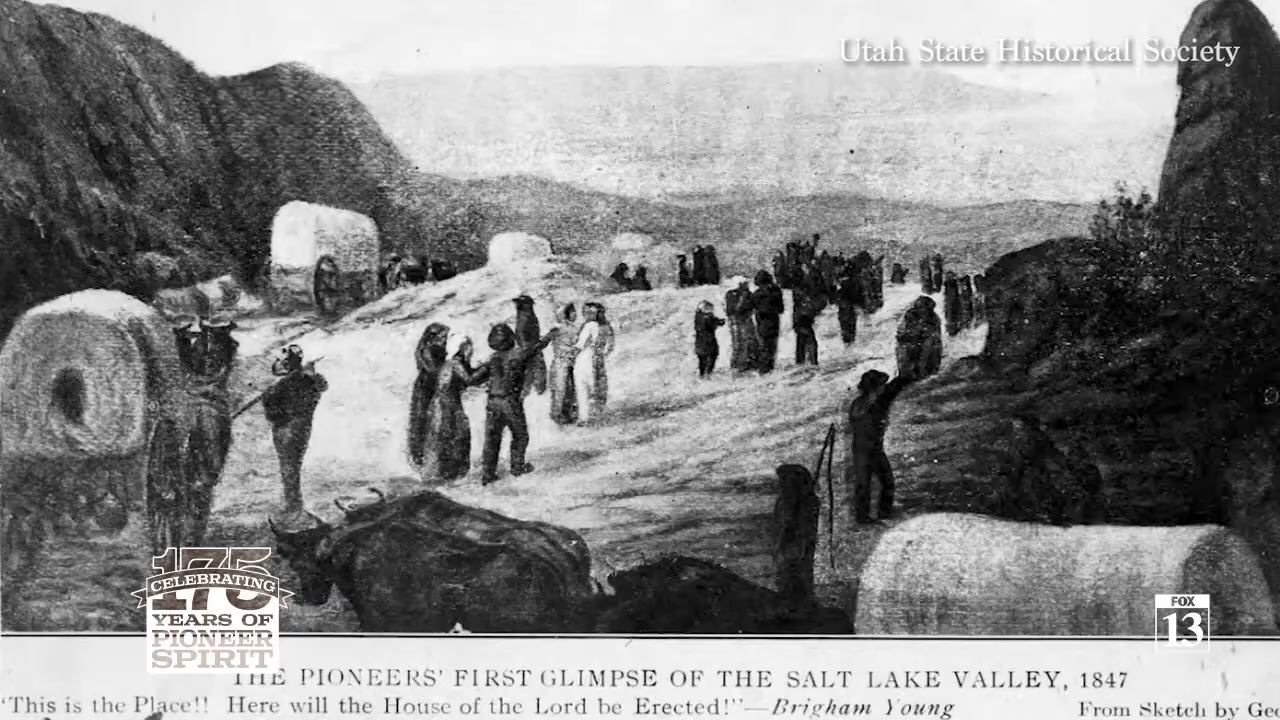 Utah State Historical Society
175
CELEBRATING
YEARS OF
PIONEER
SPIRIT
FOX
13
THE PIONEERS' FIRST GLIMPSE OF THE SALT LAKE VALLEY, 1847
"This is the Place!! Here will the House of the Lord be Erected!"—Brigham Young
From Sketch by Geo